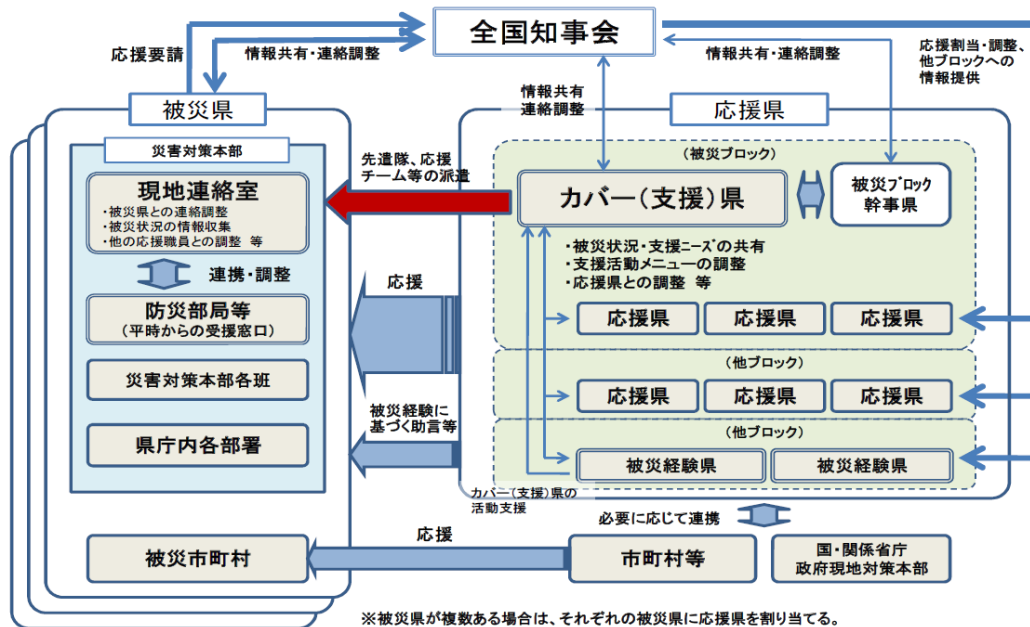 全国知事会
応援要請
情報共有・連絡調整
情報共有・連絡調整
応援割当・調整、
他ブロックへの
情報提供
情報共有
連絡調整
被災県
災害対策本部
現地連絡室
・被災県との連絡調整
・被災状況の情報収集
・他の応援職員との調整 等
連携・調整
防災部局等
(平時からの受援窓口)
災害対策本部各班
県庁内各部署
被災市町村
先遣隊、応援
チーム等の派遣
応援
被災経験に
基づく助言等
応援県
(被災ブロック)
カバー(支援)県
被災ブロック
幹事県
・被災状況・支援ニーズの共有
・支援活動メニューの調整
・応援県との調整 等
応援県 応援県 応援県
(他ブロック)
応援県 応援県 応援県
(他ブロック)
被災経験県 被災経験県
カバー(支援)県の
活動支援
必要に応じて連携
応援
市町村等
国・関係省庁
政府現地対策本部
※被災県が複数ある場合は、それぞれの被災県に応援県を割り当てる。